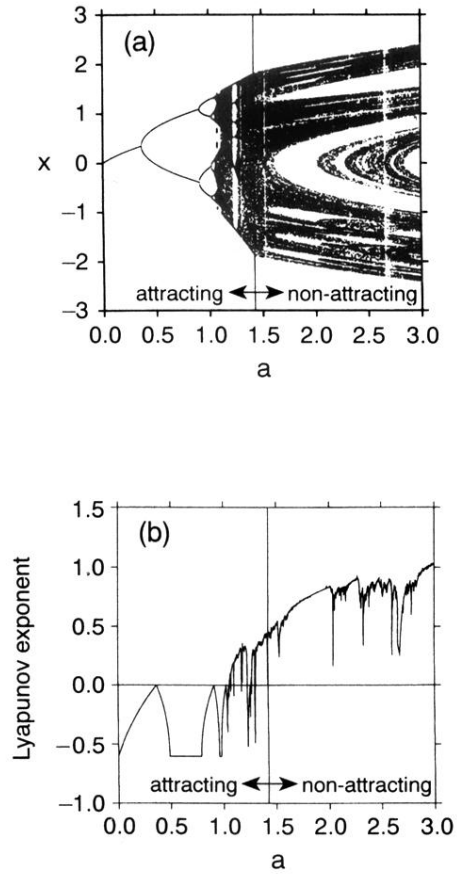 3
(a)
2
1
x
0
−1
−2
attracting non-attracting
−3
0.0 0.5 1.0 1.5 2.0 2.5 3.0
a
1.5
(b)
1.0
Lyapunov exponent
0.5
0.0
−0.5
attracting non-attracting
−1.0
0.0 0.5 1.0 1.5 2.0 2.5 3.0
a